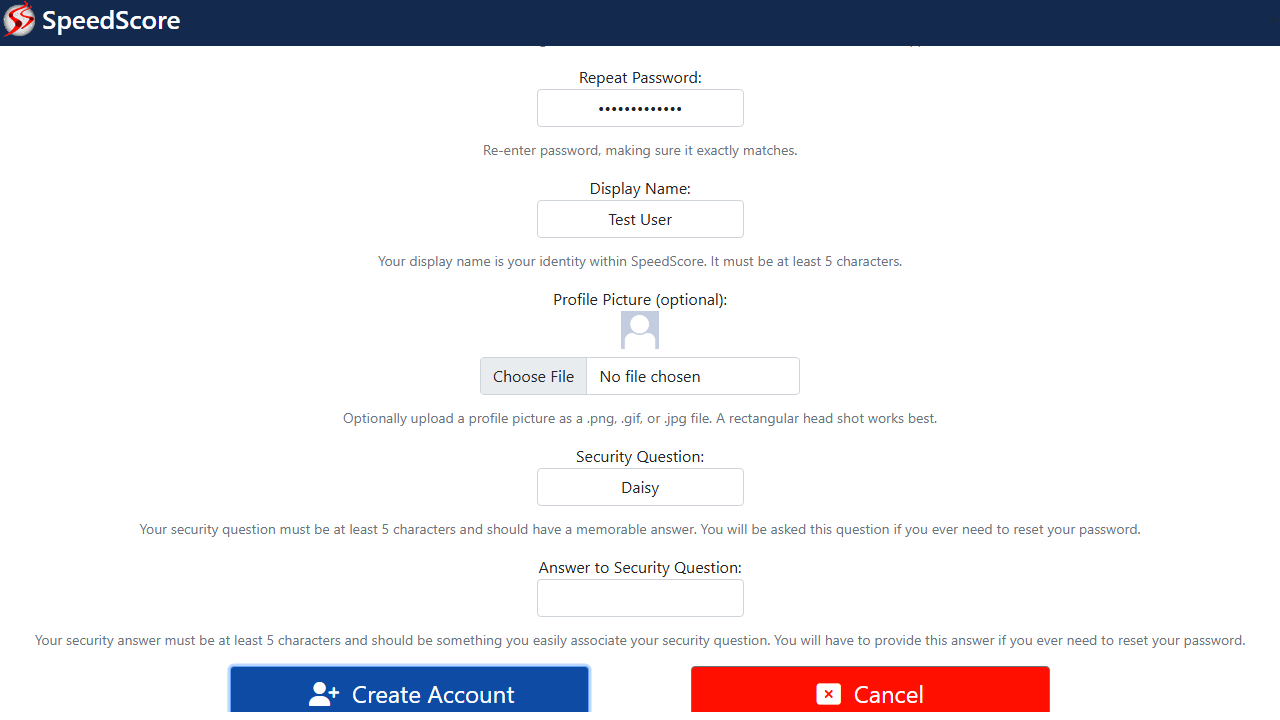 SpeedScore
Repeat Password:
•••••••••••••
Re-enter password, making sure it exactly matches.
Display Name:
Test User
Your display name is your identity within SpeedScore. It must be at least 5 characters.
Profile Picture (optional):
Choose File No file chosen
Optionally upload a profile picture as a .png, .gif, or .jpg file. A rectangular head shot works best.
Security Question:
Daisy
Your security question must be at least 5 characters and should have a memorable answer. You will be asked this question if you ever need to reset your password.
Answer to Security Question:
Your security answer must be at least 5 characters and should be something you easily associate your security question. You will have to provide this answer if you ever need to reset your password.
Create Account Cancel